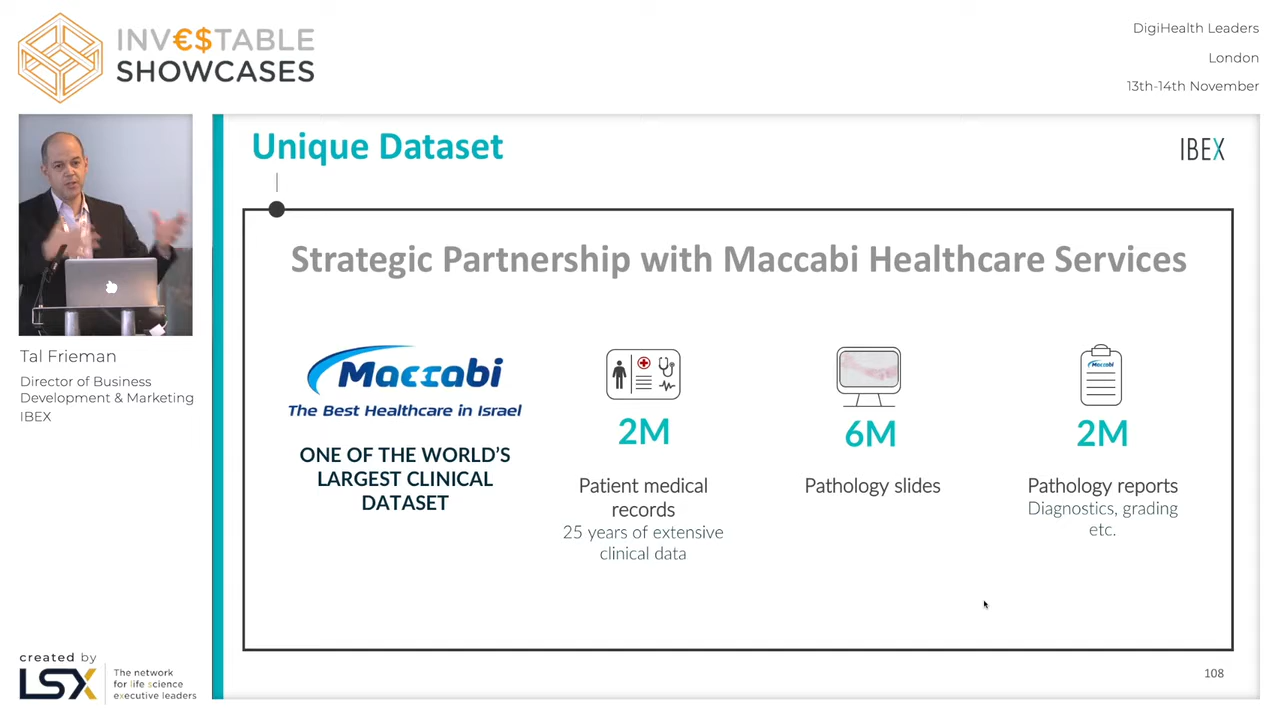 INV€$TABLE
SHOWCASES
DigiHealth Leaders
London
13th-14th November
Unique Dataset
IBEX
Strategic Partnership with Maccabi Healthcare Services
Maccabi
The Best Healthcare in Israel
ONE OF THE WORLD'S
LARGEST CLINICAL
DATASET
2M
Patient medical
records
25 years of extensive
clinical data
6M
Pathology slides
Maccabi
2M
Pathology reports
Diagnostics, grading
etc.
108
Tal Frieman
Director of Business
Development & Marketing
IBEX
created by
LSX
The network
for life science
executive leaders